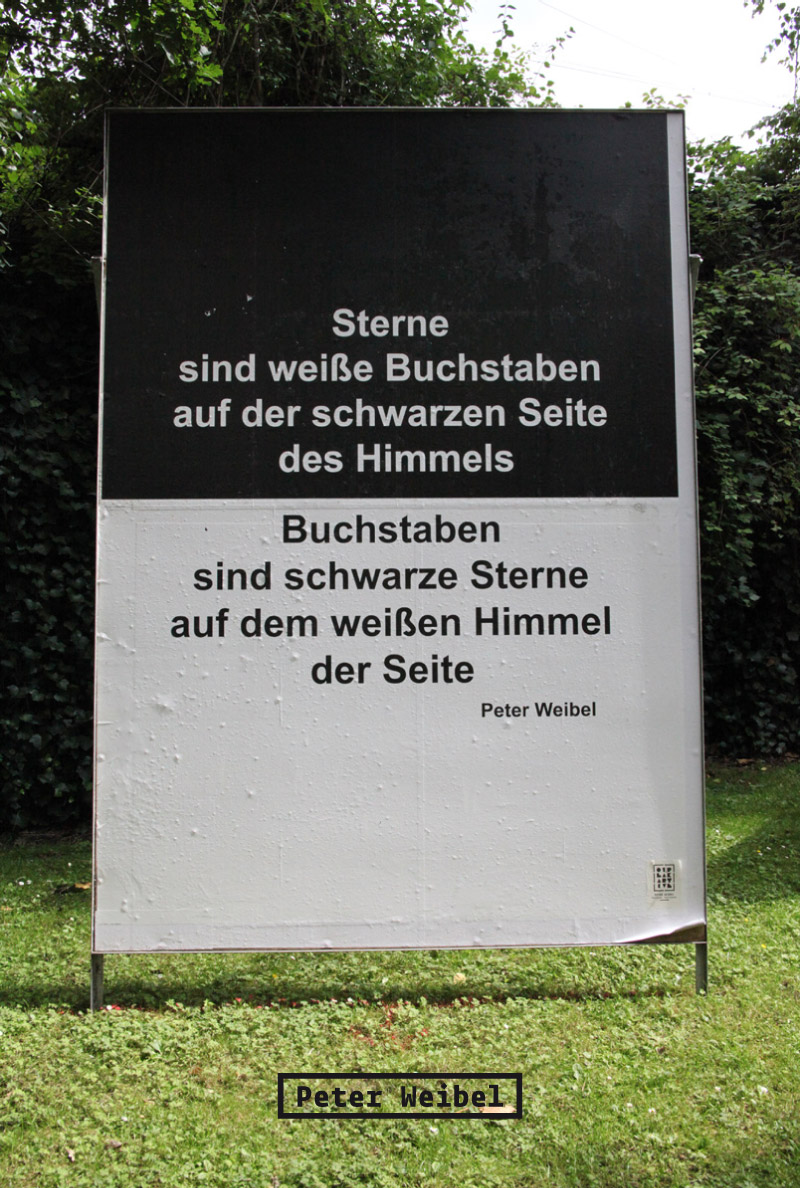 Sterne
sind weiße Buchstaben
auf der schwarzen Seite
des Himmels
Buchstaben
sind schwarze Sterne
auf dem weißen Himmel
der Seite
Peter Weibel
Peter Weibel